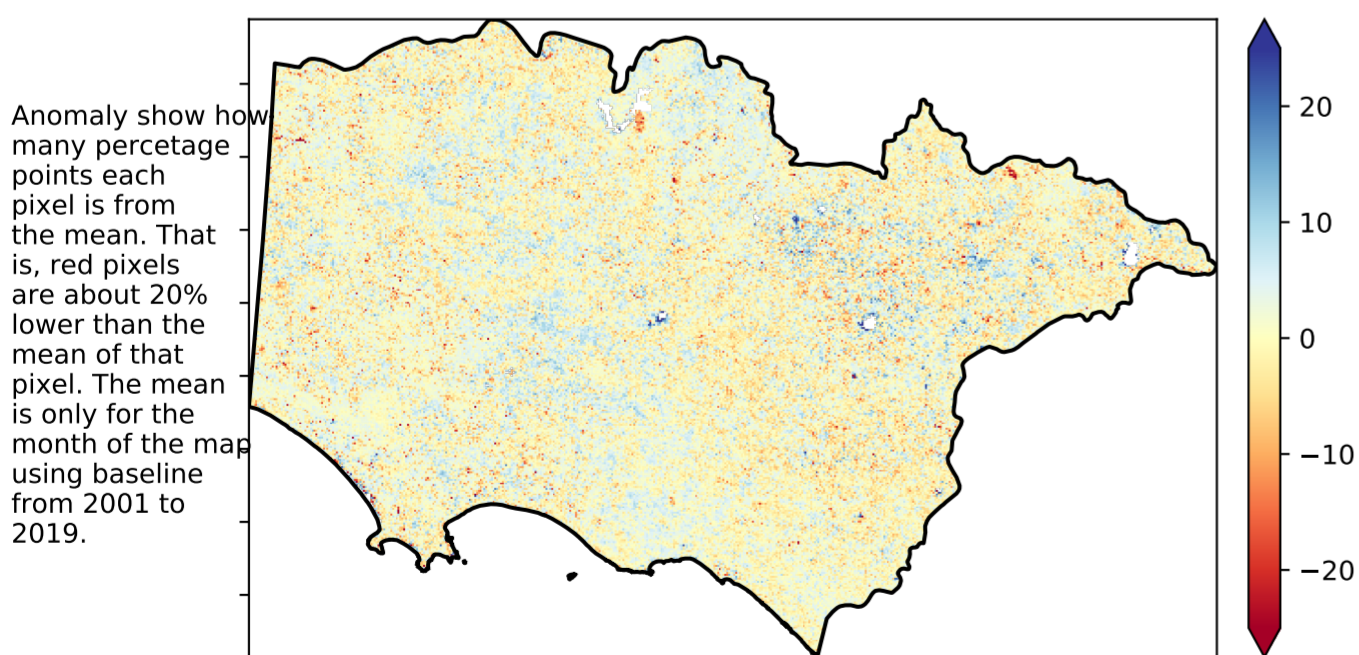 Anomaly show how
many percetage
points each
pixel is from
the mean. That
is, red pixels
are about 20%
lower than the
mean of that
pixel. The mean
is only for the
month of the map
using baseline
from 2001 to
2019.
20
10
0
−10
−20